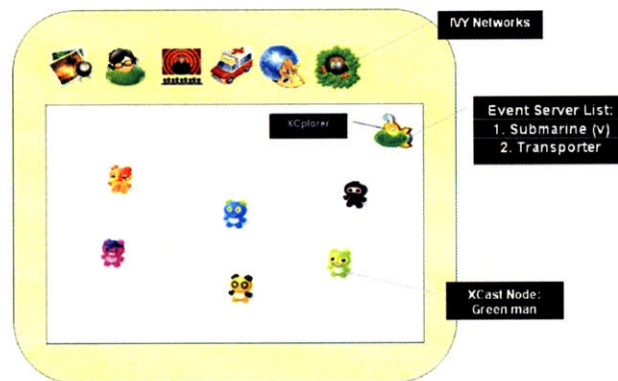 IVY Networks
XCplorer
Event Server List:
1. Submarine (v)
2. Transporter
XCast Node:
Green man